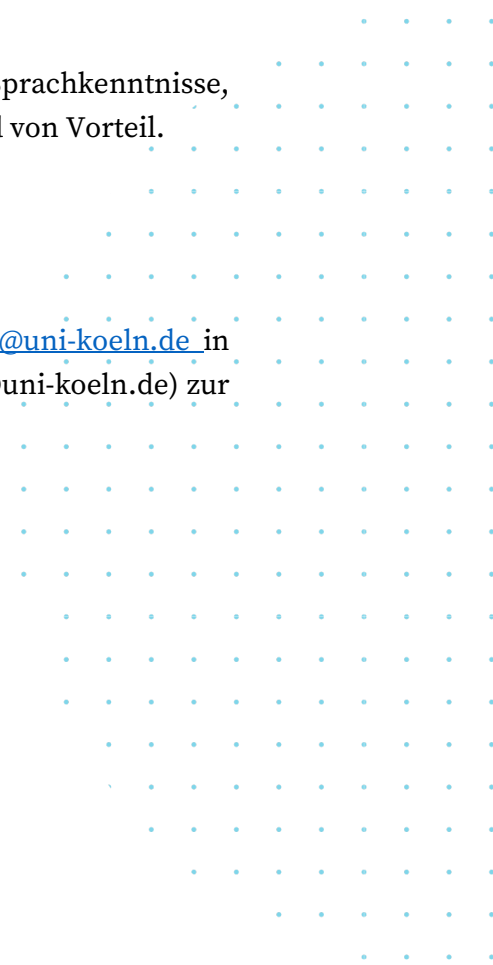 prachkenntnisse,
von Vorteil.
@uni-koeln.de in
uni-koeln.de) zur